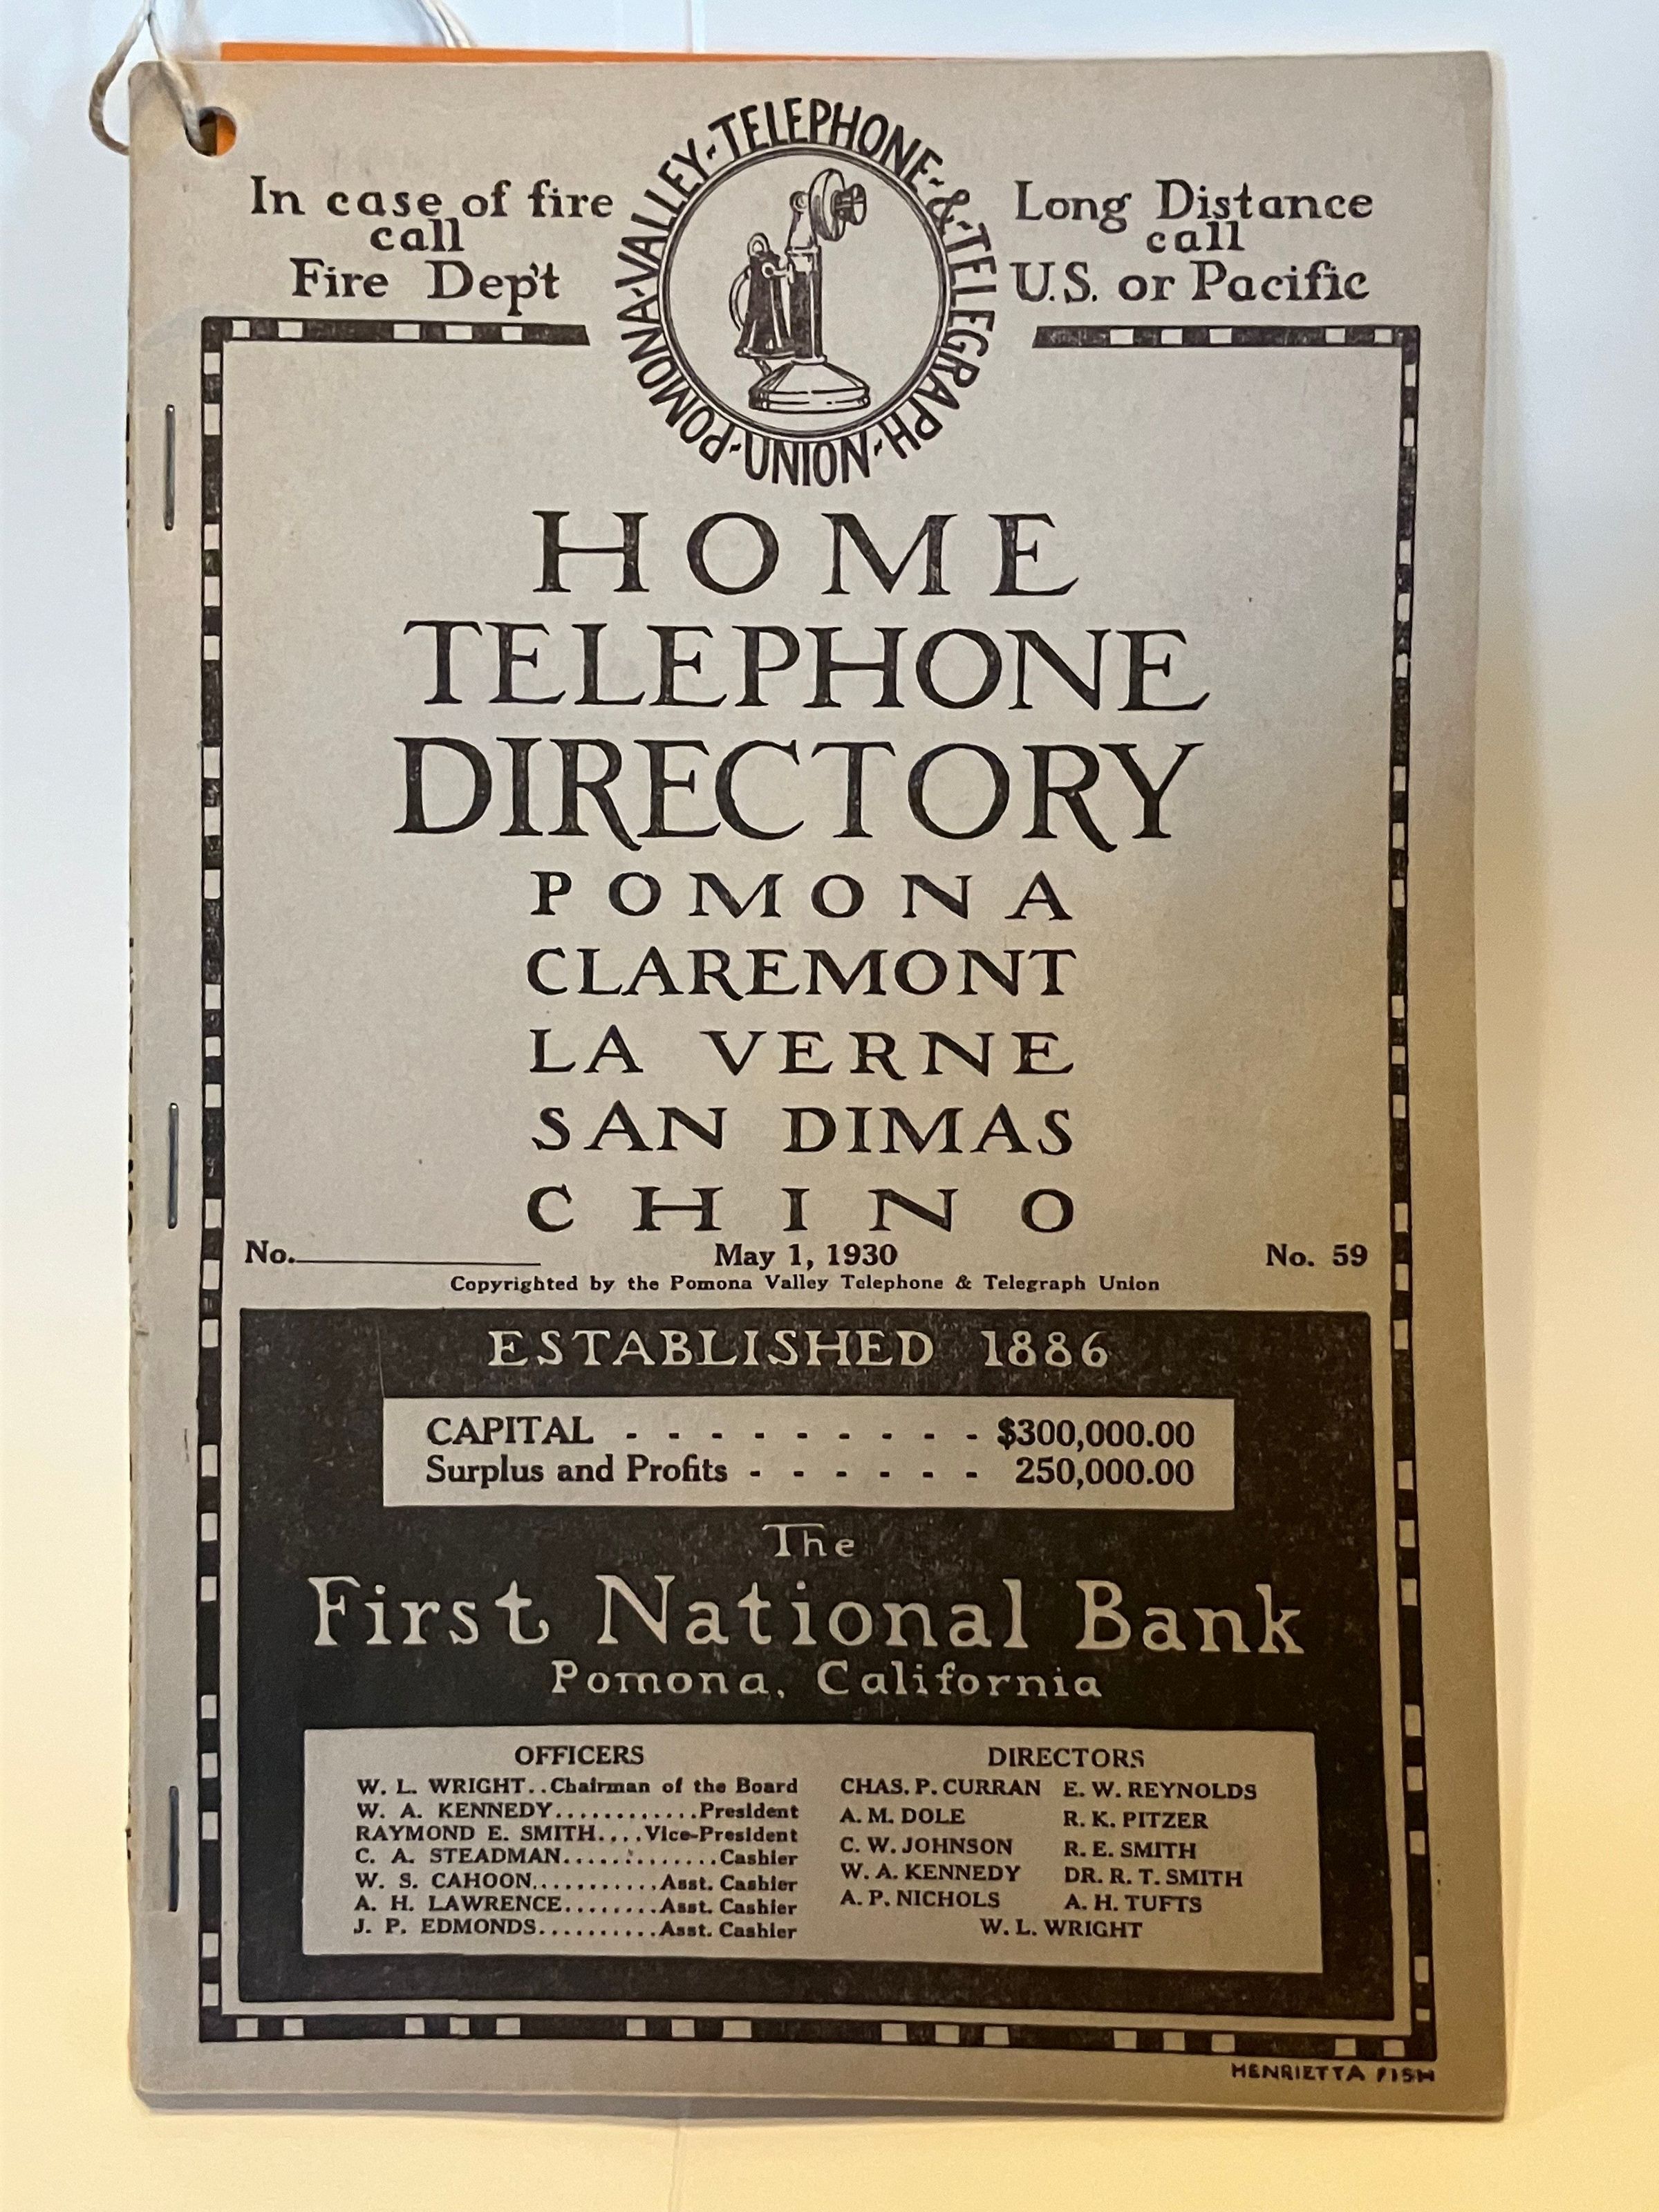 In case of fire
call
Fire Dep't
POMONA-VALLEY-TELEPHONE-&-TELEGRAPH-UNION-
Long Distance
call
U.S. or Pacific
HOME
TELEPHONE
DIRECTORY
POMONA
CLAREMONT
LA VERNE
SAN DIMAS
CHINO
No.__________ May 1, 1930 No. 59
Copyrighted by the Pomona Valley Telephone & Telegraph Union
ESTABLISHED 1886
CAPITAL - - - - - - - - - - $300,000.00
Surplus and Profits - - - - - - 250,000.00
The
First National Bank
Pomona, California
OFFICERS
W. L. WRIGHT..Chairman of the Board
W. A. KENNEDY............President
RAYMOND E. SMITH....Vice-President
C. A. STEADMAN.............Cashier
W. S. CAHOON...........Asst. Cashier
A. H. LAWRENCE........Asst. Cashier
J. P. EDMONDS..........Asst. Cashier
DIRECTORS
CHAS. P. CURRAN E. W. REYNOLDS
A. M. DOLE R. K. PITZER
C. W. JOHNSON R. E. SMITH
W. A. KENNEDY DR. R. T. SMITH
A. P. NICHOLS A. H. TUFTS
W. L. WRIGHT
HENRIETTA FISH